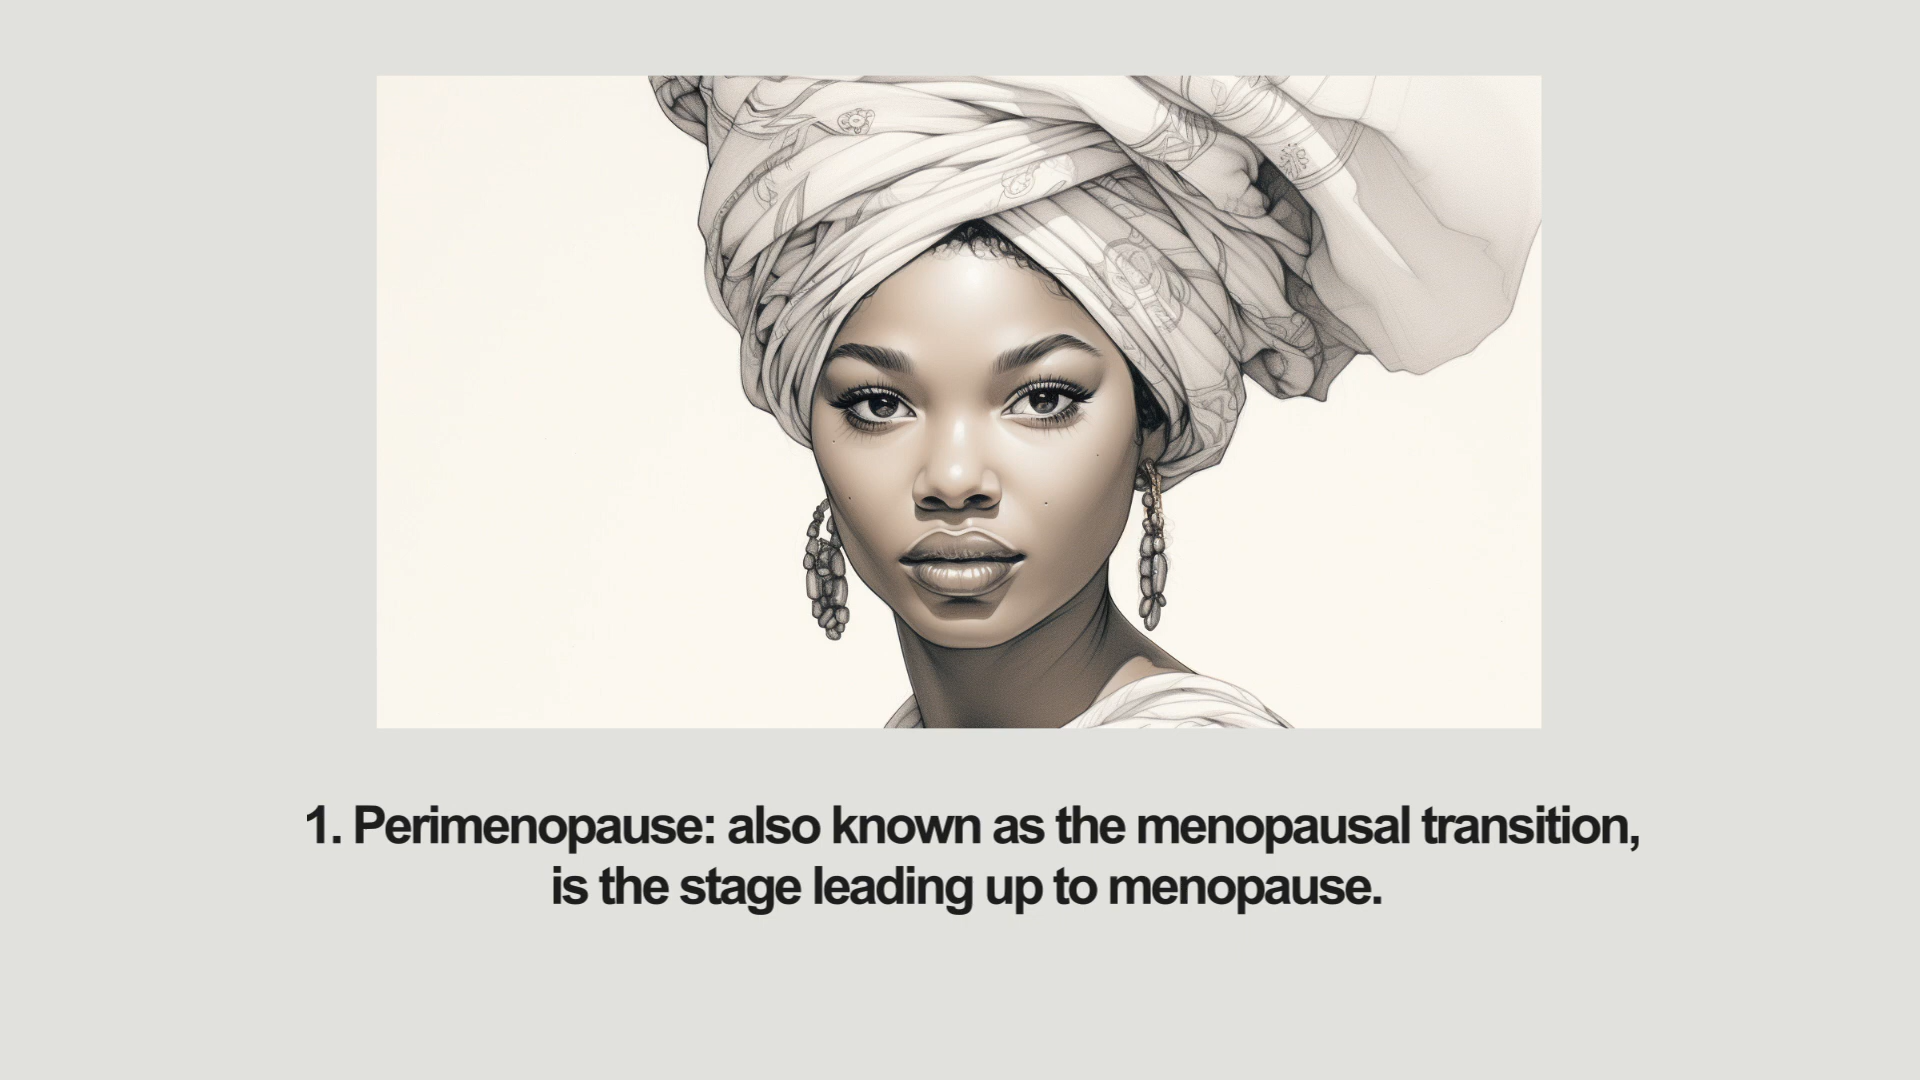 1. Perimenopause: also known as the menopausal transition,
is the stage leading up to menopause.